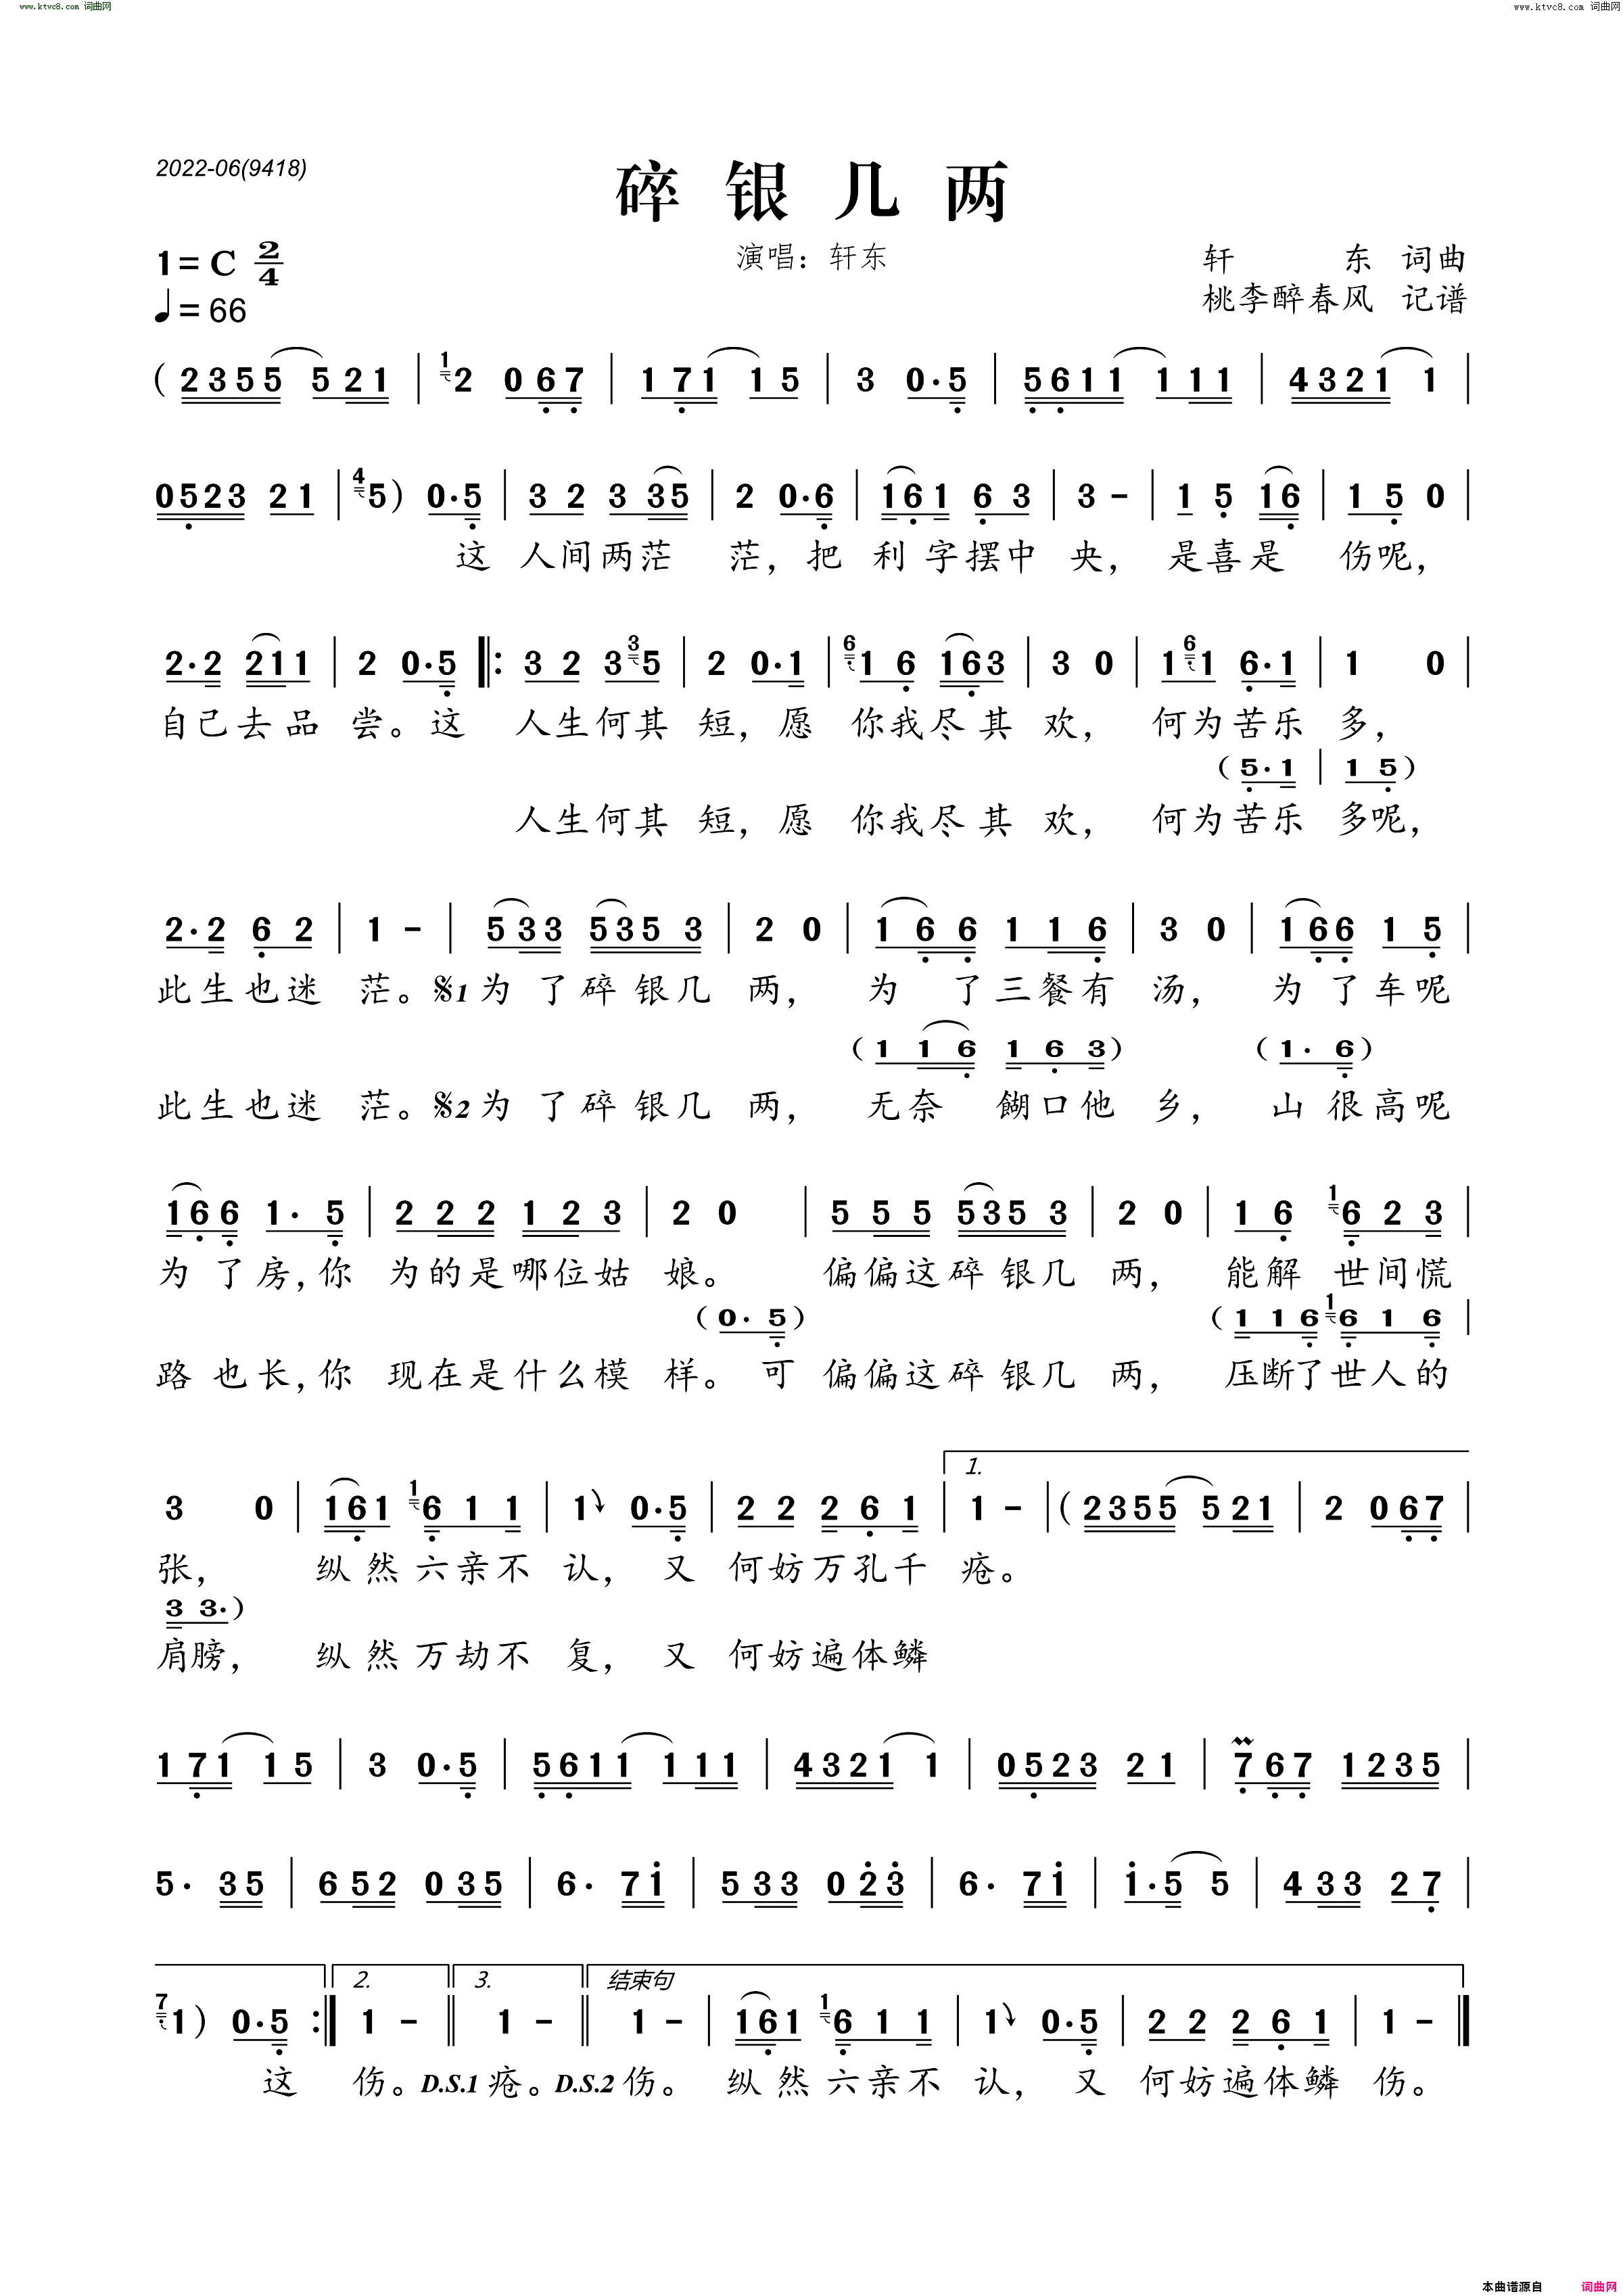 www.ktvc8.com 词曲网
www.ktvc8.com 词曲网
2022-06(9418)
碎银几两
1=C 2/4
演唱：轩东
轩 东 词曲
♩=66
桃李醉春风 记谱
( 2355 521 | 1 2 067 | 171 15 | 3 0·5 | 5611 111 | 4321 1 |
0523 21 | 4 5 ) 0·5 | 32 335 | 2 0·6 | 161 63 | 3 - | 1 5 16 | 15 0 |
这 人间两茫 茫，把 利字摆中 央，是喜是 伤呢，
2·2 211 | 2 0·5 ‖: 32 3 3 5 | 2 0·1 | 6 16 163 | 3 0 | 1 6 1 6·1 | 1 0 |
自己去品 尝。这 人生何其 短，愿 你我尽其 欢， 何为苦乐 多，
( 5·1 | 15 )
人生何其 短，愿 你我尽其 欢， 何为苦乐 多呢，
2·2 62 | 1 - | 533 5353 | 2 0 | 166 116 | 3 0 | 166 15 |
此生也迷 茫。𝄋1为 了碎银几 两， 为 了三餐有 汤， 为了车呢
( 116 163 ) ( 1·6 )
此生也迷 茫。𝄋2为 了碎银几 两， 无奈 餬口他 乡， 山很高呢
166 1·5 | 222 123 | 2 0 | 555 5353 | 2 0 | 16 1 623 |
为了房，你 为的是哪位姑 娘。 偏偏这碎银几 两， 能解 世间慌
( 0·5 ) ( 116 1 616 |
路也长，你 现在是什么模 样。可 偏偏这碎银几 两， 压断了世人的
1.
3 0 | 161 1 611 | 1 0·5 | 22 261 | 1 - | ( 2355 521 | 2 067 |
张， 纵然六亲不 认，又 何妨万孔千 疮。
3 3· )
肩膀， 纵然万劫不 复，又 何妨遍体鳞
171 15 | 3 0·5 | 5611 111 | 4321 1 | 0523 21 | 767 1235 |
5· 35 | 652 035 | 6· 71 | 533 023 | 6· 71 | 1·5 5 | 433 27 |
2. 3. 结束句
7 1 ) 0·5 :‖ 1 - ‖ 1 - ‖ 1 - | 161 1 611 | 1 0·5 | 22 261 | 1 - ‖
这 伤。D.S.1疮。D.S.2伤。 纵然六亲不 认，又 何妨遍体鳞 伤。
本曲谱源自 词曲网